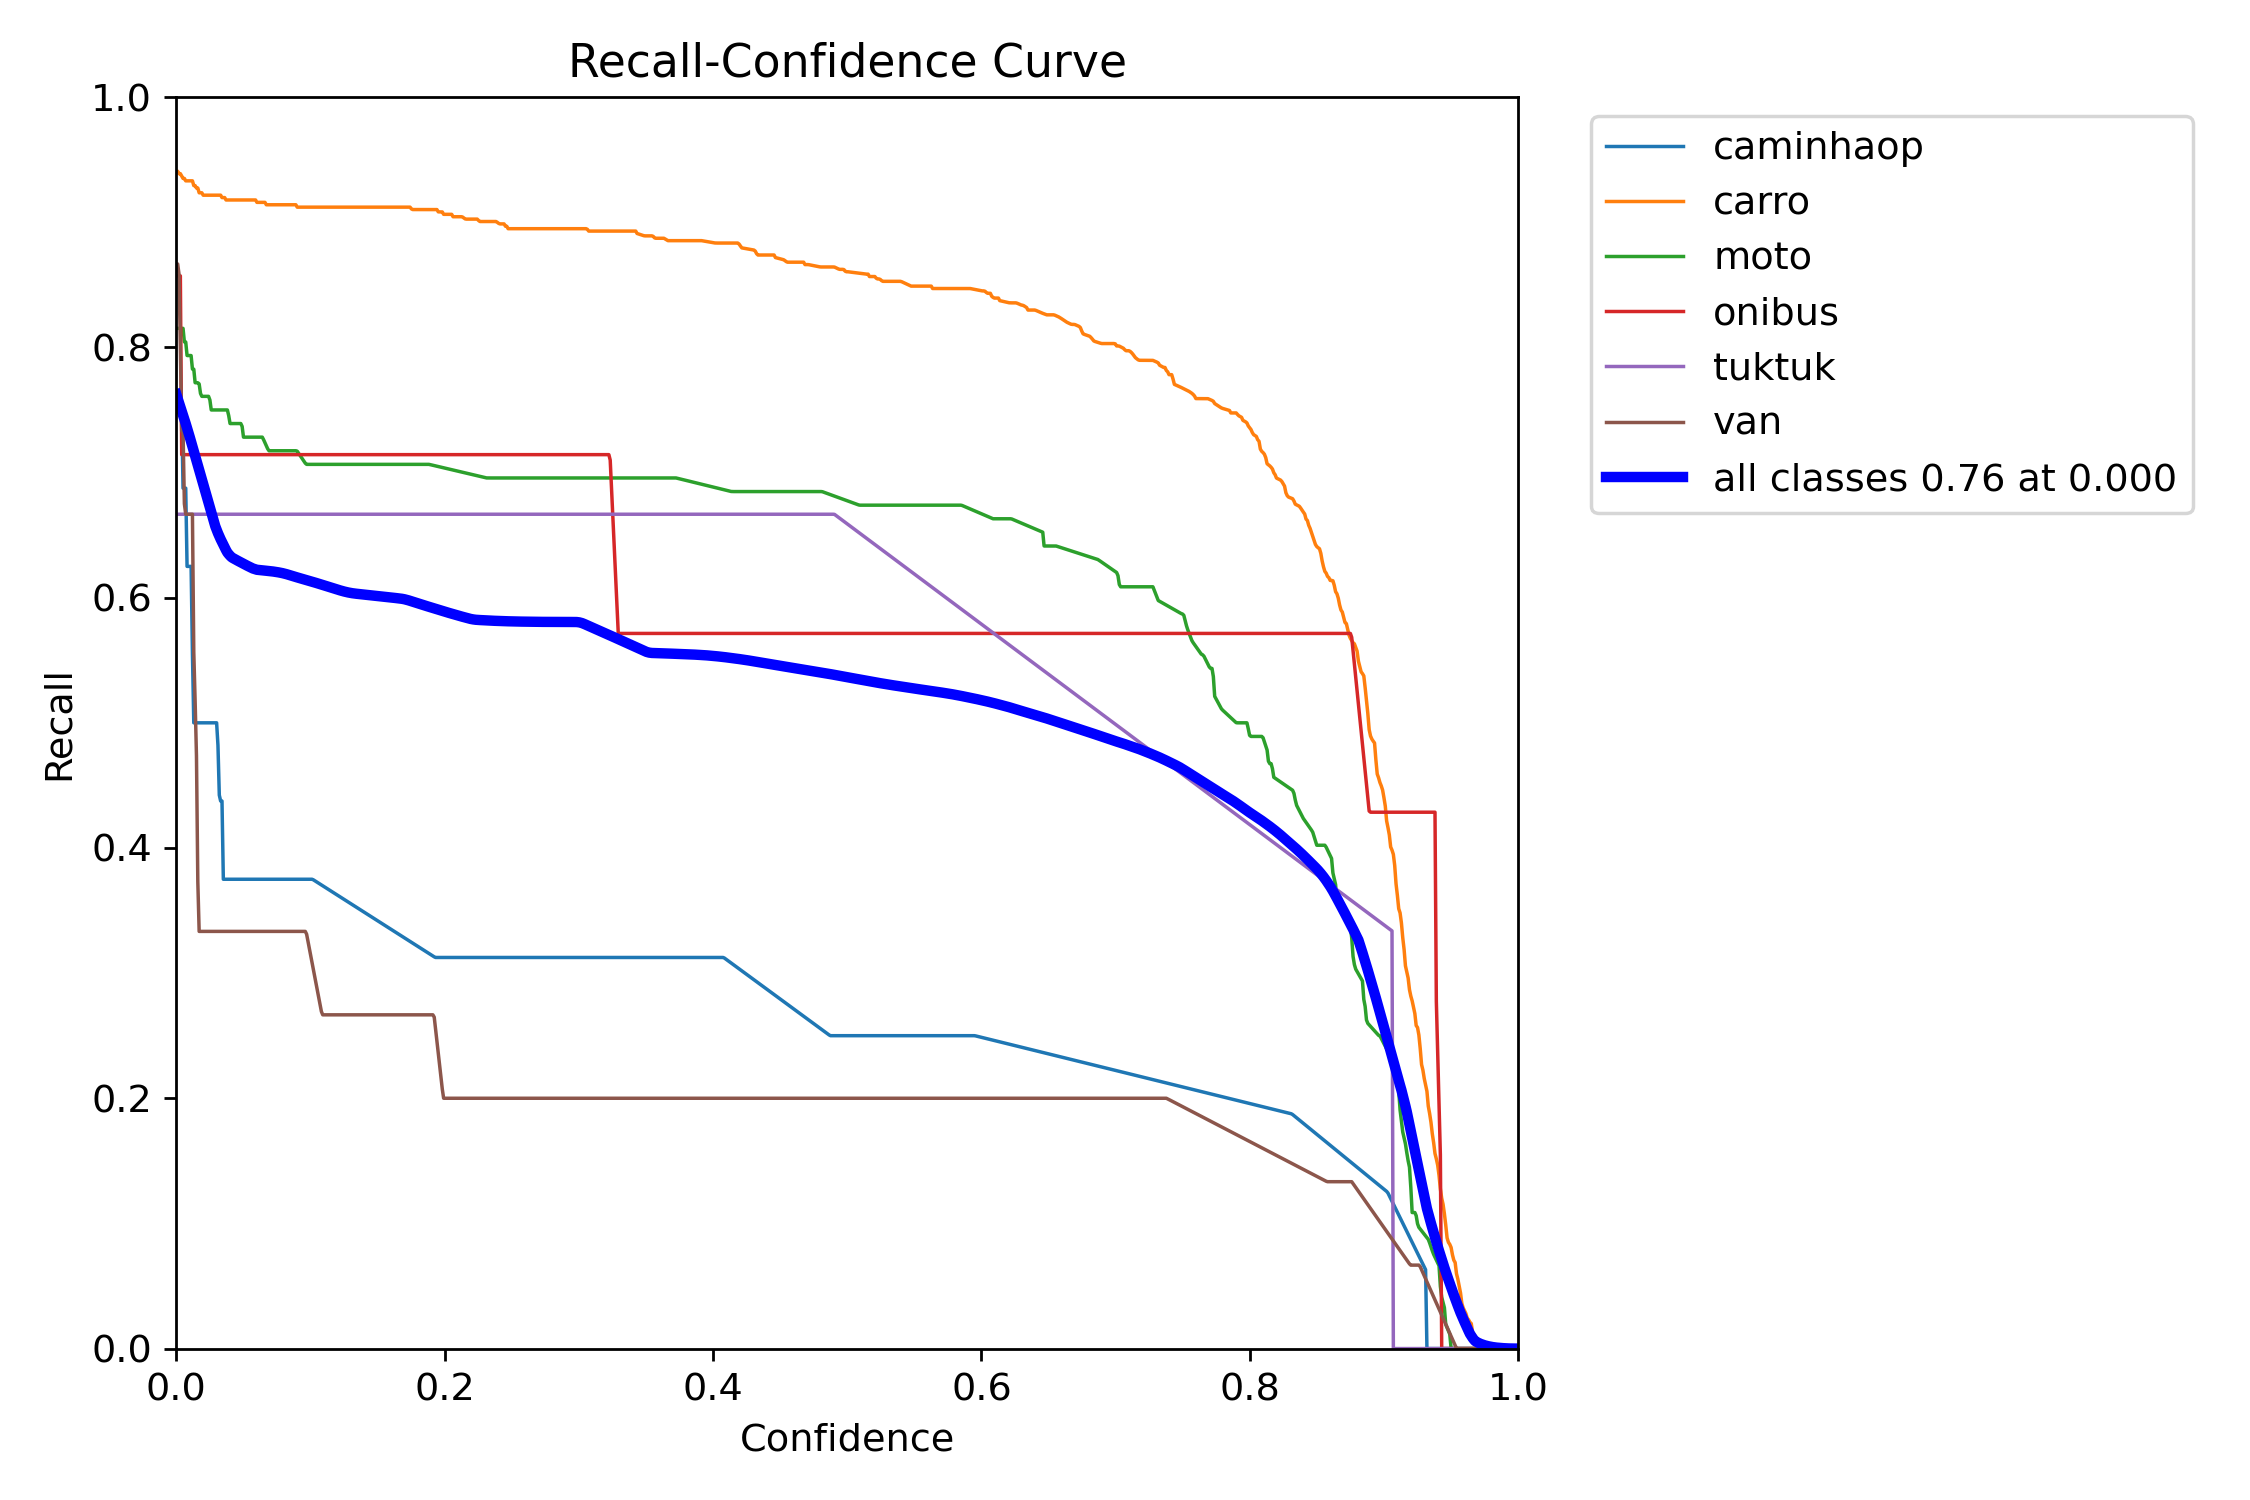 Recall-Confidence Curve
1.0
0.8
0.6
0.4
0.2
0.0
Recall
0.0 0.2 0.4 0.6 0.8 1.0
Confidence
caminhaop
carro
moto
onibus
tuktuk
van
all classes 0.76 at 0.000